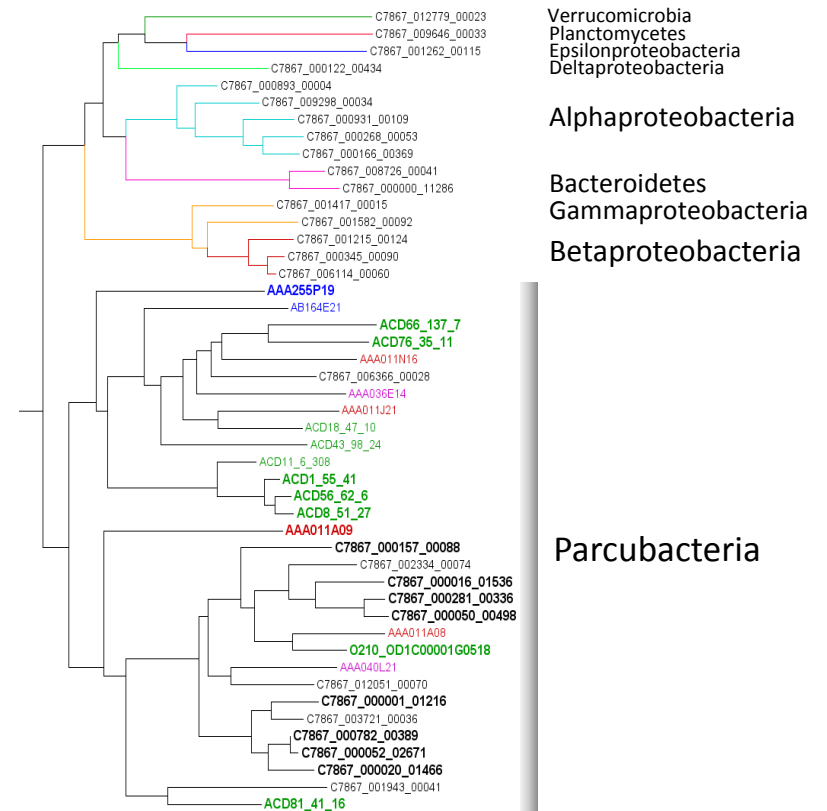 C7867_012779_00023 Verrucomicrobia
C7867_009646_00033 Planctomycetes
C7867_001262_00115 Epsilonproteobacteria
C7867_000122_00434 Deltaproteobacteria
C7867_000893_00004
C7867_009298_00034
C7867_000931_00109 Alphaproteobacteria
C7867_000268_00053
C7867_000166_00369
C7867_008726_00041
C7867_000000_11286 Bacteroidetes
C7867_001417_00015 Gammaproteobacteria
C7867_001582_00092
C7867_001215_00124 Betaproteobacteria
C7867_000345_00090
C7867_006114_00060
AAA255P19
AB164E21
ACD66_137_7
ACD76_35_11
AAA011N16
C7867_006366_00028
AAA036E14
AAA011J21
ACD18_47_10
ACD43_98_24
ACD11_6_308
ACD1_55_41
ACD56_62_6
ACD8_51_27
AAA011A09
C7867_000157_00088 Parcubacteria
C7867_002334_00074
C7867_000016_01536
C7867_000281_00336
C7867_000050_00498
AAA011A08
O210_OD1C00001G0518
AAA040L21
C7867_012051_00070
C7867_000001_01216
C7867_003721_00036
C7867_000782_00389
C7867_000052_02671
C7867_000020_01466
C7867_001943_00041
ACD81_41_16